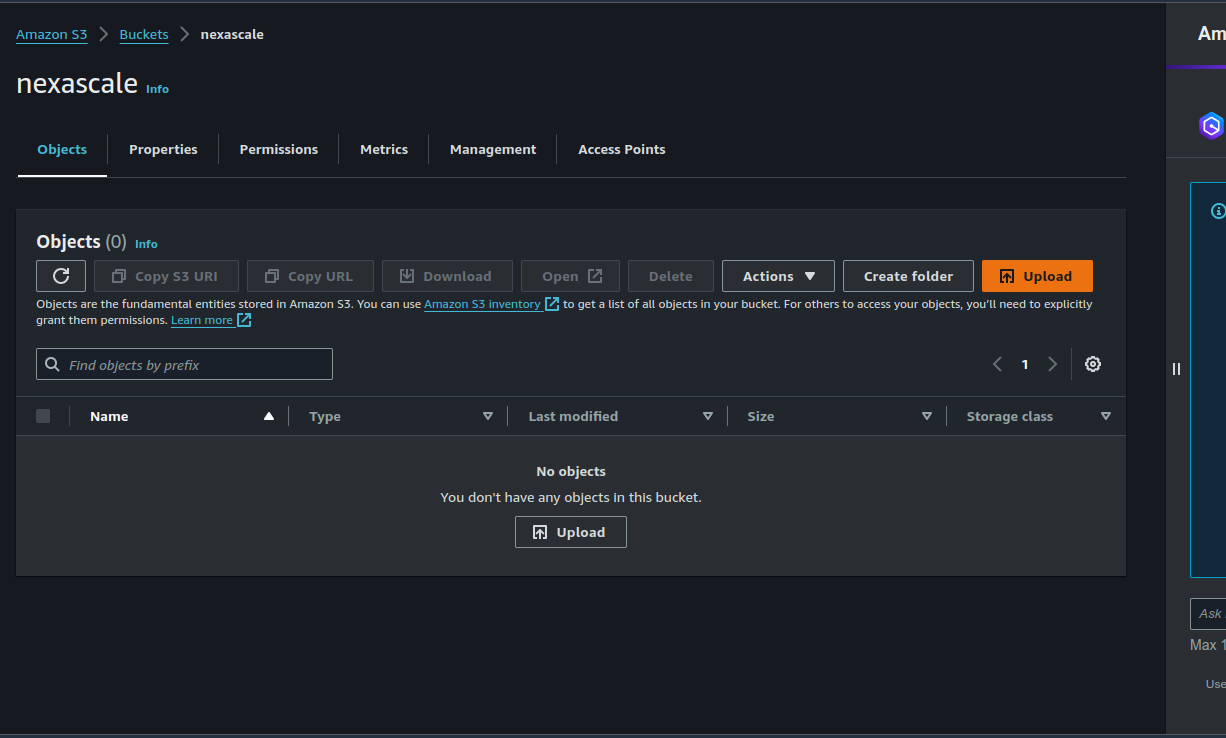 Amazon S3 > Buckets > nexascale
Am
nexascale Info
Objects Properties Permissions Metrics Management Access Points
Objects (0) Info
Copy S3 URI Copy URL Download Open Delete Actions Create folder Upload
Objects are the fundamental entities stored in Amazon S3. You can use Amazon S3 inventory to get a list of all objects in your bucket. For others to access your objects, you'll need to explicitly
grant them permissions. Learn more
Find objects by prefix
1
Name Type Last modified Size Storage class
No objects
You don't have any objects in this bucket.
Upload
Ask
Max 1
Use